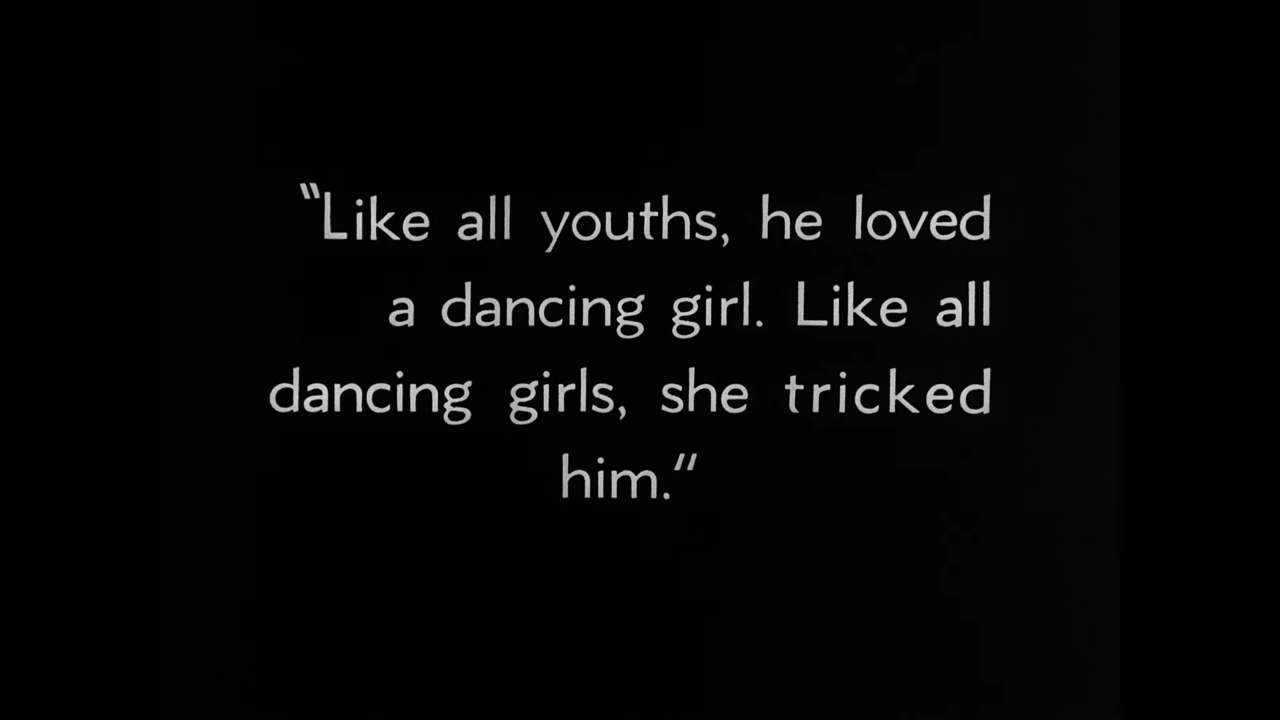 "Like all youths, he loved
a dancing girl. Like all
dancing girls, she tricked
him."